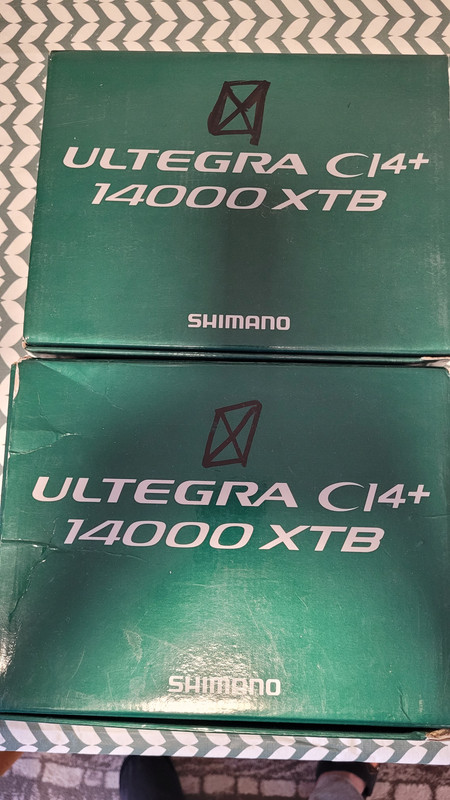 ULTEGRA CI4+
14000 XTB
SHIMANO
ULTEGRA CI4+
14000 XTB
SHIMANO